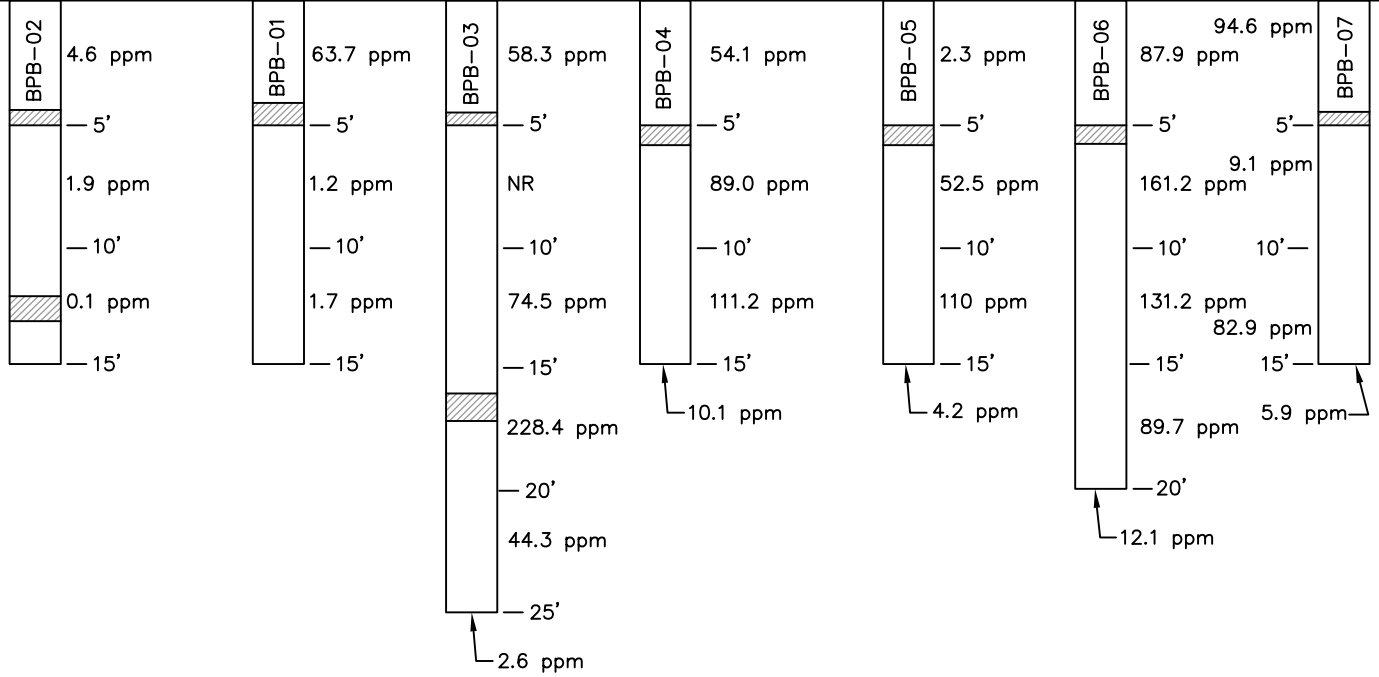 BPB-02
4.6 ppm
5'
1.9 ppm
10'
0.1 ppm
15'
BPB-01
63.7 ppm
5'
1.2 ppm
10'
1.7 ppm
15'
BPB-03
58.3 ppm
5'
NR
10'
74.5 ppm
15'
228.4 ppm
20'
44.3 ppm
25'
2.6 ppm
BPB-04
54.1 ppm
5'
89.0 ppm
10'
111.2 ppm
15'
10.1 ppm
BPB-05
2.3 ppm
5'
52.5 ppm
10'
110 ppm
15'
4.2 ppm
BPB-06
87.9 ppm
5'
161.2 ppm
10'
131.2 ppm
15'
89.7 ppm
20'
12.1 ppm
BPB-07
94.6 ppm
5'
9.1 ppm
10'
82.9 ppm
15'
5.9 ppm